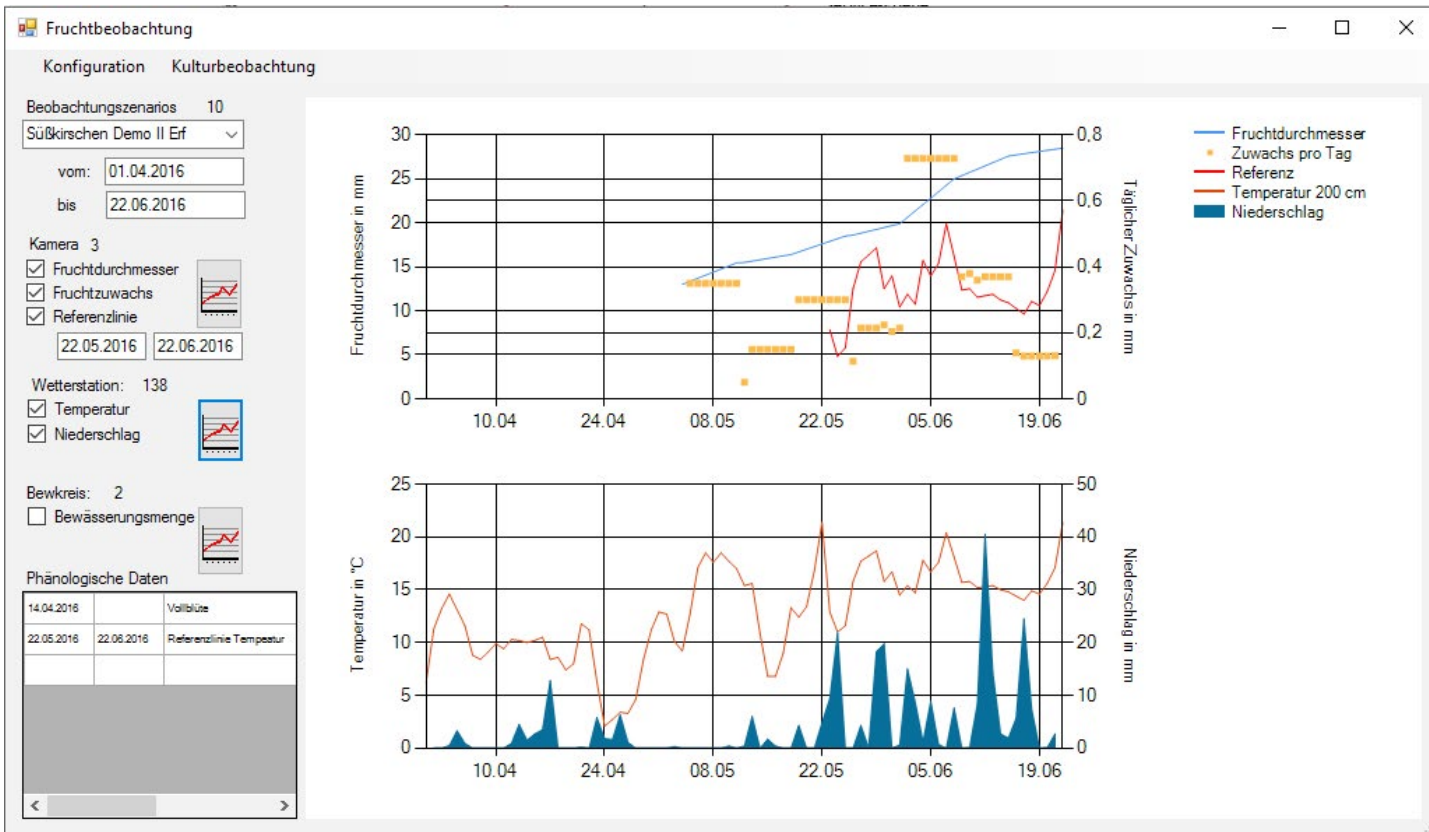 Fruchtbeobachtung
Konfiguration Kulturbeobachtung
Beobachtungszenarios 10
Süßkirschen Demo II Erf
vom: 01.04.2016
bis 22.06.2016
Kamera 3
Fruchtdurchmesser
Fruchtzuwachs
Referenzlinie
22.05.2016 22.06.2016
Wetterstation: 138
Temperatur
Niederschlag
Bewkreis: 2
Bewässerungsmenge
Phänologische Daten
14.04.2016 Vollblüte
22.05.2016 22.06.2016 Referenzlinie Tempeatur
Fruchtdurchmesser in mm
30
25
20
15
10
5
0
10.04 24.04 08.05 22.05 05.06 19.06
0,8
0,6
0,4
0,2
0
Täglicher Zuwachs in mm
Fruchtdurchmesser
Zuwachs pro Tag
Referenz
Temperatur 200 cm
Niederschlag
Temperatur in °C
25
20
15
10
5
0
10.04 24.04 08.05 22.05 05.06 19.06
50
40
30
20
10
0
Niederschlag in mm